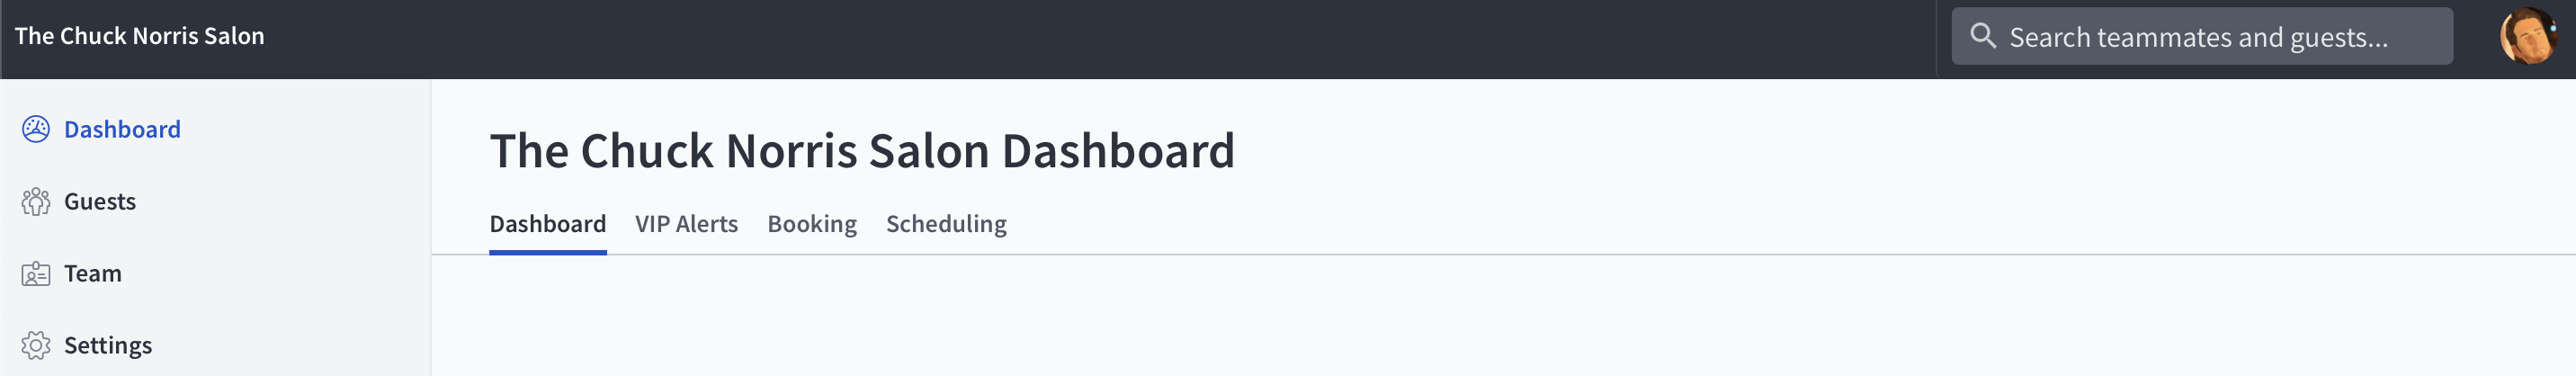 The Chuck Norris Salon
Search teammates and guests...
Dashboard
Guests
Team
Settings
The Chuck Norris Salon Dashboard
Dashboard VIP Alerts Booking Scheduling